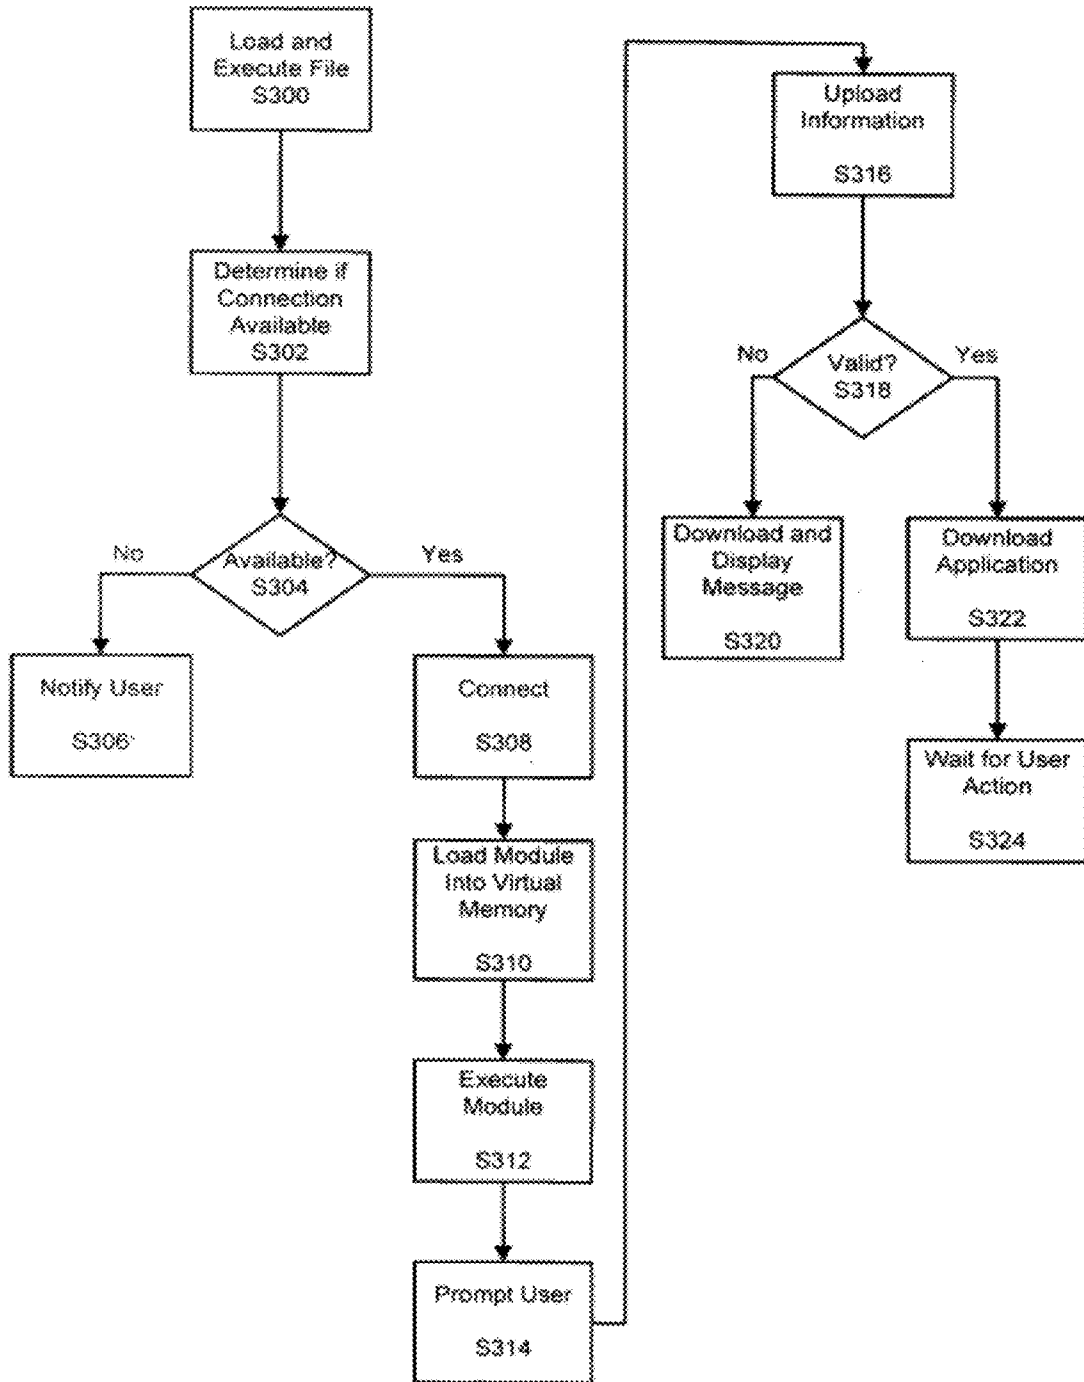 Load and
Execute File
S300
Determine if
Connection
Available
S302
No
Available?
S304
Yes
Notify User
S306
Connect
S308
Load Module
Into Virtual
Memory
S310
Execute
Module
S312
Prompt User
S314
Upload
Information
S316
No
Valid?
S318
Yes
Download and
Display
Message
S320
Download
Application
S322
Wait for User
Action
S324